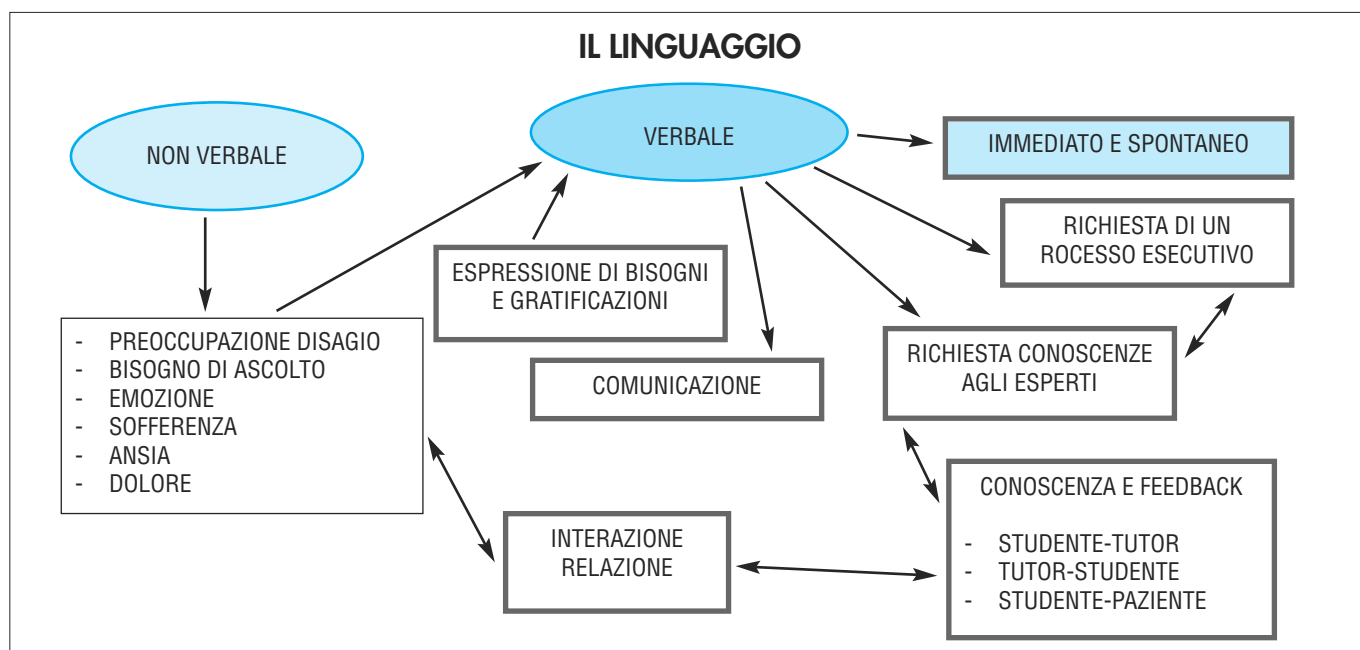 IL LINGUAGGIO
NON VERBALE
VERBALE
IMMEDIATO E SPONTANEO
RICHIESTA DI UN
ROCESSO ESECUTIVO
ESPRESSIONE DI BISOGNI
E GRATIFICAZIONI
- PREOCCUPAZIONE DISAGIO
- BISOGNO DI ASCOLTO
- EMOZIONE
- SOFFERENZA
- ANSIA
- DOLORE
COMUNICAZIONE
RICHIESTA CONOSCENZE
AGLI ESPERTI
INTERAZIONE
RELAZIONE
CONOSCENZA E FEEDBACK
- STUDENTE-TUTOR
- TUTOR-STUDENTE
- STUDENTE-PAZIENTE